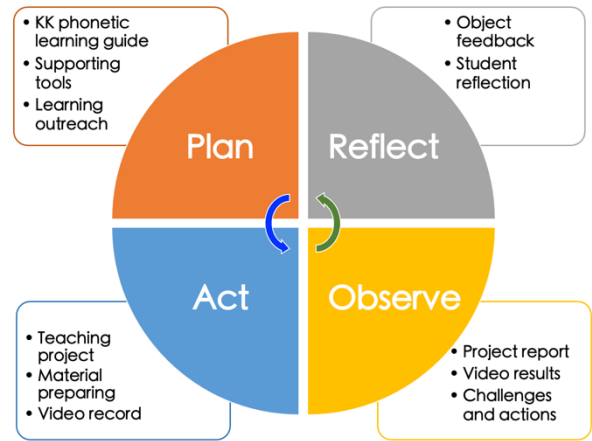 • KK phonetic
learning guide
• Supporting
tools
• Learning
outreach
• Object
feedback
• Student
reflection
Plan
Reflect
Act
Observe
• Teaching
project
• Material
preparing
• Video record
• Project report
• Video results
• Challenges
and actions